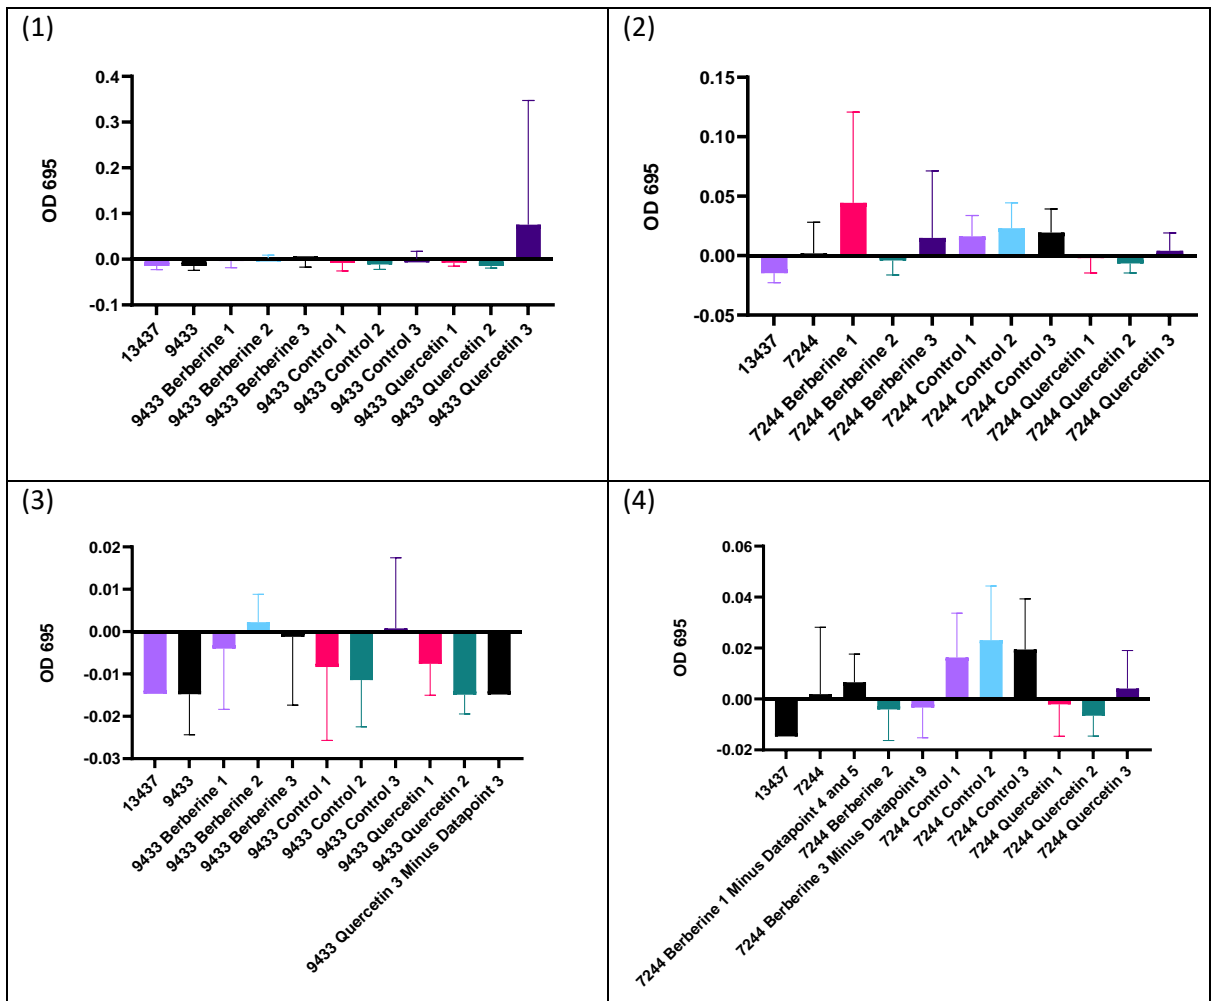 (1)
OD 695
0.4
0.3
0.2
0.1
0.0
-0.1
13437
9433
9433 Berberine 1
9433 Berberine 2
9433 Berberine 3
9433 Control 1
9433 Control 2
9433 Control 3
9433 Quercetin 1
9433 Quercetin 2
9433 Quercetin 3
(2)
OD 695
0.15
0.10
0.05
0.00
-0.05
13437
7244
7244 Berberine 1
7244 Berberine 2
7244 Berberine 3
7244 Control 1
7244 Control 2
7244 Control 3
7244 Quercetin 1
7244 Quercetin 2
7244 Quercetin 3
(3)
OD 695
0.02
0.01
0.00
-0.01
-0.02
-0.03
13437
9433
9433 Berberine 1
9433 Berberine 2
9433 Berberine 3
9433 Control 1
9433 Control 2
9433 Control 3
9433 Quercetin 1
9433 Quercetin 2
9433 Quercetin 3 Minus Datapoint 3
(4)
OD 695
0.06
0.04
0.02
0.00
-0.02
13437
7244
7244 Berberine 1 Minus Datapoint 4 and 5
7244 Berberine 2
7244 Berberine 3 Minus Datapoint 9
7244 Control 1
7244 Control 2
7244 Control 3
7244 Quercetin 1
7244 Quercetin 2
7244 Quercetin 3